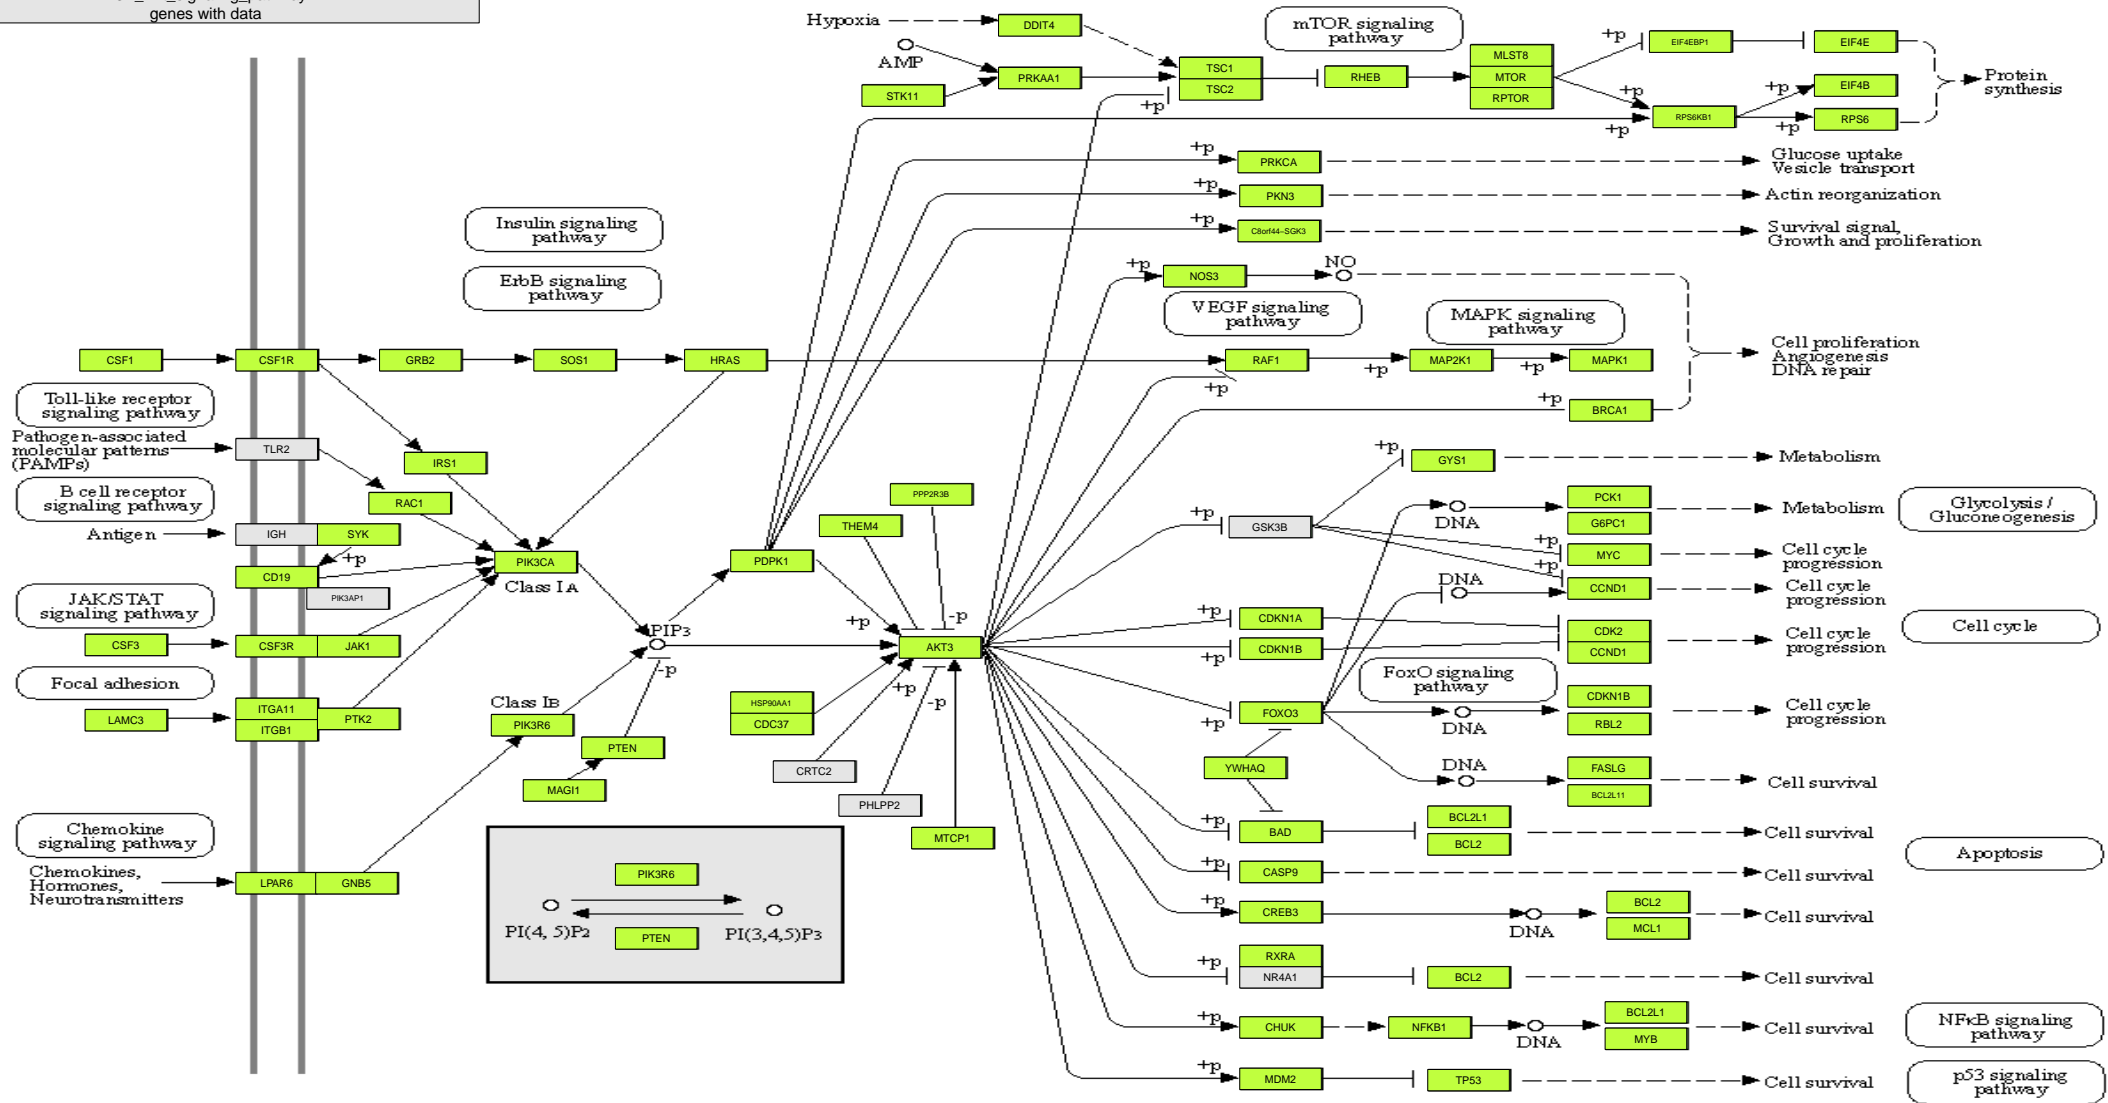 genes with data
Hypoxia
DDIT4
mTOR signaling
pathway
AMP
PRKAA1
STK11
TSC1
TSC2
+p
RHEB
MLST8
MTOR
RPTOR
+p
+p
EIF4EBP1
EIF4E
RPS6KB1
+p
+p
+p
EIF4B
RPS6
Protein
synthesis
+p
PRKCA
Glucose uptake
Vesicle transport
+p
PKN3
Actin reorganization
+p
C8orf44−SGK3
Survival signal,
Growth and proliferation
Insulin signaling
pathway
ErbB signaling
pathway
+p
NOS3
NO
VEGF signaling
pathway
MAPK signaling
pathway
CSF1
CSF1R
GRB2
SOS1
HRAS
RAF1
+p
+p
MAP2K1
+p
MAPK1
Cell proliferation
Angiogenesis
DNA repair
+p
BRCA1
Toll-like receptor
signaling pathway
Pathogen-associated
molecular patterns
(PAMPs)
TLR2
IRS1
RAC1
B cell receptor
signaling pathway
Antigen
IGH
SYK
+p
CD19
PIK3AP1
PIK3CA
Class IA
JAK/STAT
signaling pathway
CSF3
CSF3R
JAK1
Focal adhesion
LAMC3
ITGA11
ITGB1
PTK2
Class IB
PIK3R6
PTEN
MAGI1
PIP3
-p
PDPK1
THEM4
PPP2R3B
+p
-p
AKT3
+p
-p
HSP90AA1
CDC37
CRTC2
PHLPP2
MTCP1
Chemokine
signaling pathway
Chemokines,
Hormones,
Neurotransmitters
LPAR6
GNB5
PIK3R6
PI(4, 5)P2
PI(3,4,5)P3
PTEN
+p
GYS1
Metabolism
+p
GSK3B
DNA
PCK1
G6PC1
Metabolism
Glycolysis /
Gluconeogenesis
+p
MYC
Cell cycle
progression
+p
DNA
CCND1
Cell cycle
progression
+p
CDKN1A
+p
CDKN1B
CDK2
CCND1
Cell cycle
progression
Cell cycle
FoxO signaling
pathway
+p
FOXO3
DNA
CDKN1B
RBL2
Cell cycle
progression
YWHAQ
DNA
FASLG
BCL2L11
Cell survival
+p
BAD
BCL2L1
BCL2
Cell survival
Apoptosis
+p
CASP9
Cell survival
+p
CREB3
DNA
BCL2
MCL1
Cell survival
+p
RXRA
NR4A1
BCL2
Cell survival
+p
CHUK
NFKB1
DNA
BCL2L1
MYB
Cell survival
NFκB signaling
pathway
+p
MDM2
TP53
Cell survival
p53 signaling
pathway